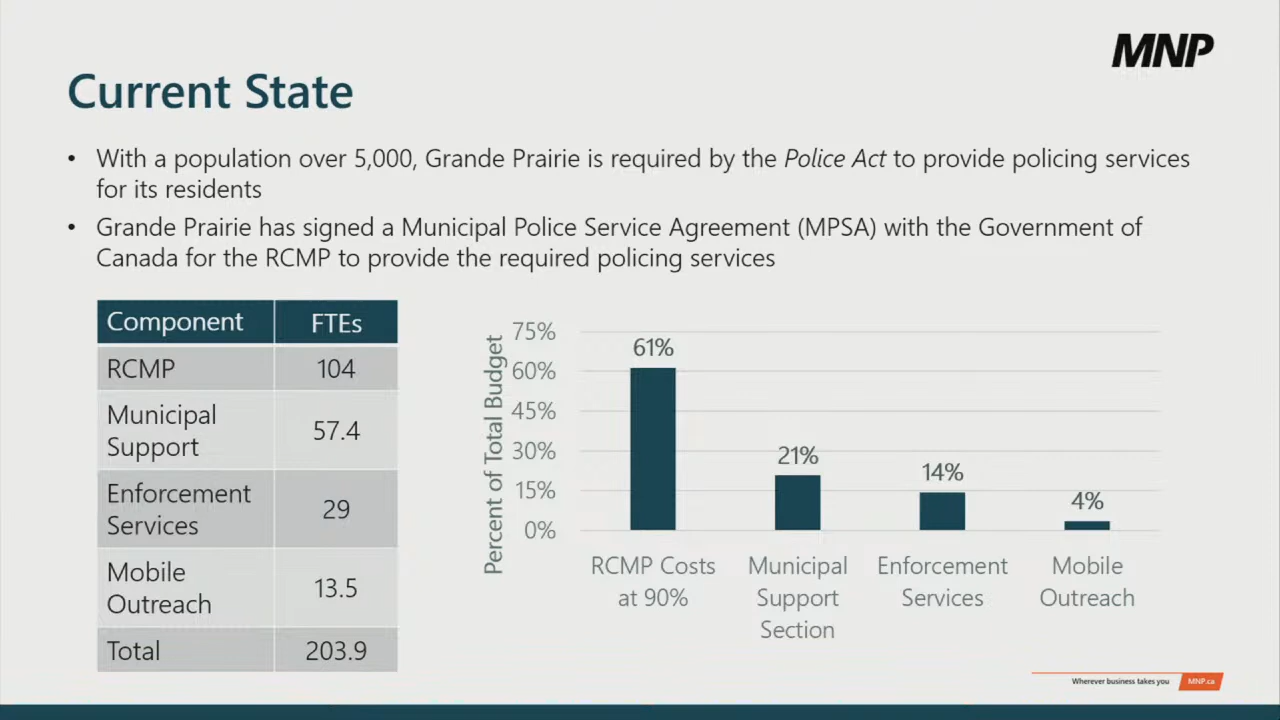 MNP
Current State
• With a population over 5,000, Grande Prairie is required by the Police Act to provide policing services
for its residents
• Grande Prairie has signed a Municipal Police Service Agreement (MPSA) with the Government of
Canada for the RCMP to provide the required policing services
Component FTEs
RCMP 104
Municipal
Support 57.4
Enforcement
Services 29
Mobile
Outreach 13.5
Total 203.9
Percent of Total Budget
75%
60%
45%
30%
15%
0%
61%
21%
14%
4%
RCMP Costs
at 90%
Municipal
Support
Section
Enforcement
Services
Mobile
Outreach
Wherever business takes you MNP.ca